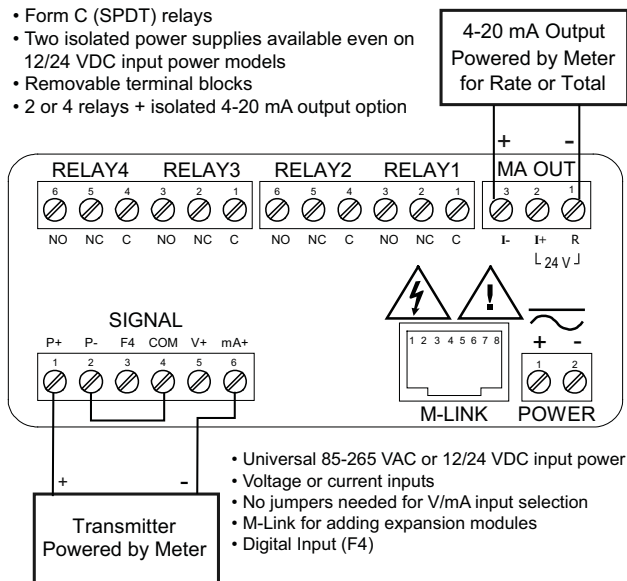 • Form C (SPDT) relays
• Two isolated power supplies available even on
12/24 VDC input power models
• Removable terminal blocks
• 2 or 4 relays + isolated 4-20 mA output option
4-20 mA Output
Powered by Meter
for Rate or Total
+ -
RELAY4 RELAY3 RELAY2 RELAY1 MA OUT
6 5 4 3 2 1 6 5 4 3 2 1 3 2 1
NO NC C NO NC C NO NC C NO NC C I- I+ R
24 V
SIGNAL
P+ P- F4 COM V+ mA+
1 2 3 4 5 6
!
1 2 3 4 5 6 7 8
M-LINK
+ -
1 2
POWER
+ -
Transmitter
Powered by Meter
• Universal 85-265 VAC or 12/24 VDC input power
• Voltage or current inputs
• No jumpers needed for V/mA input selection
• M-Link for adding expansion modules
• Digital Input (F4)